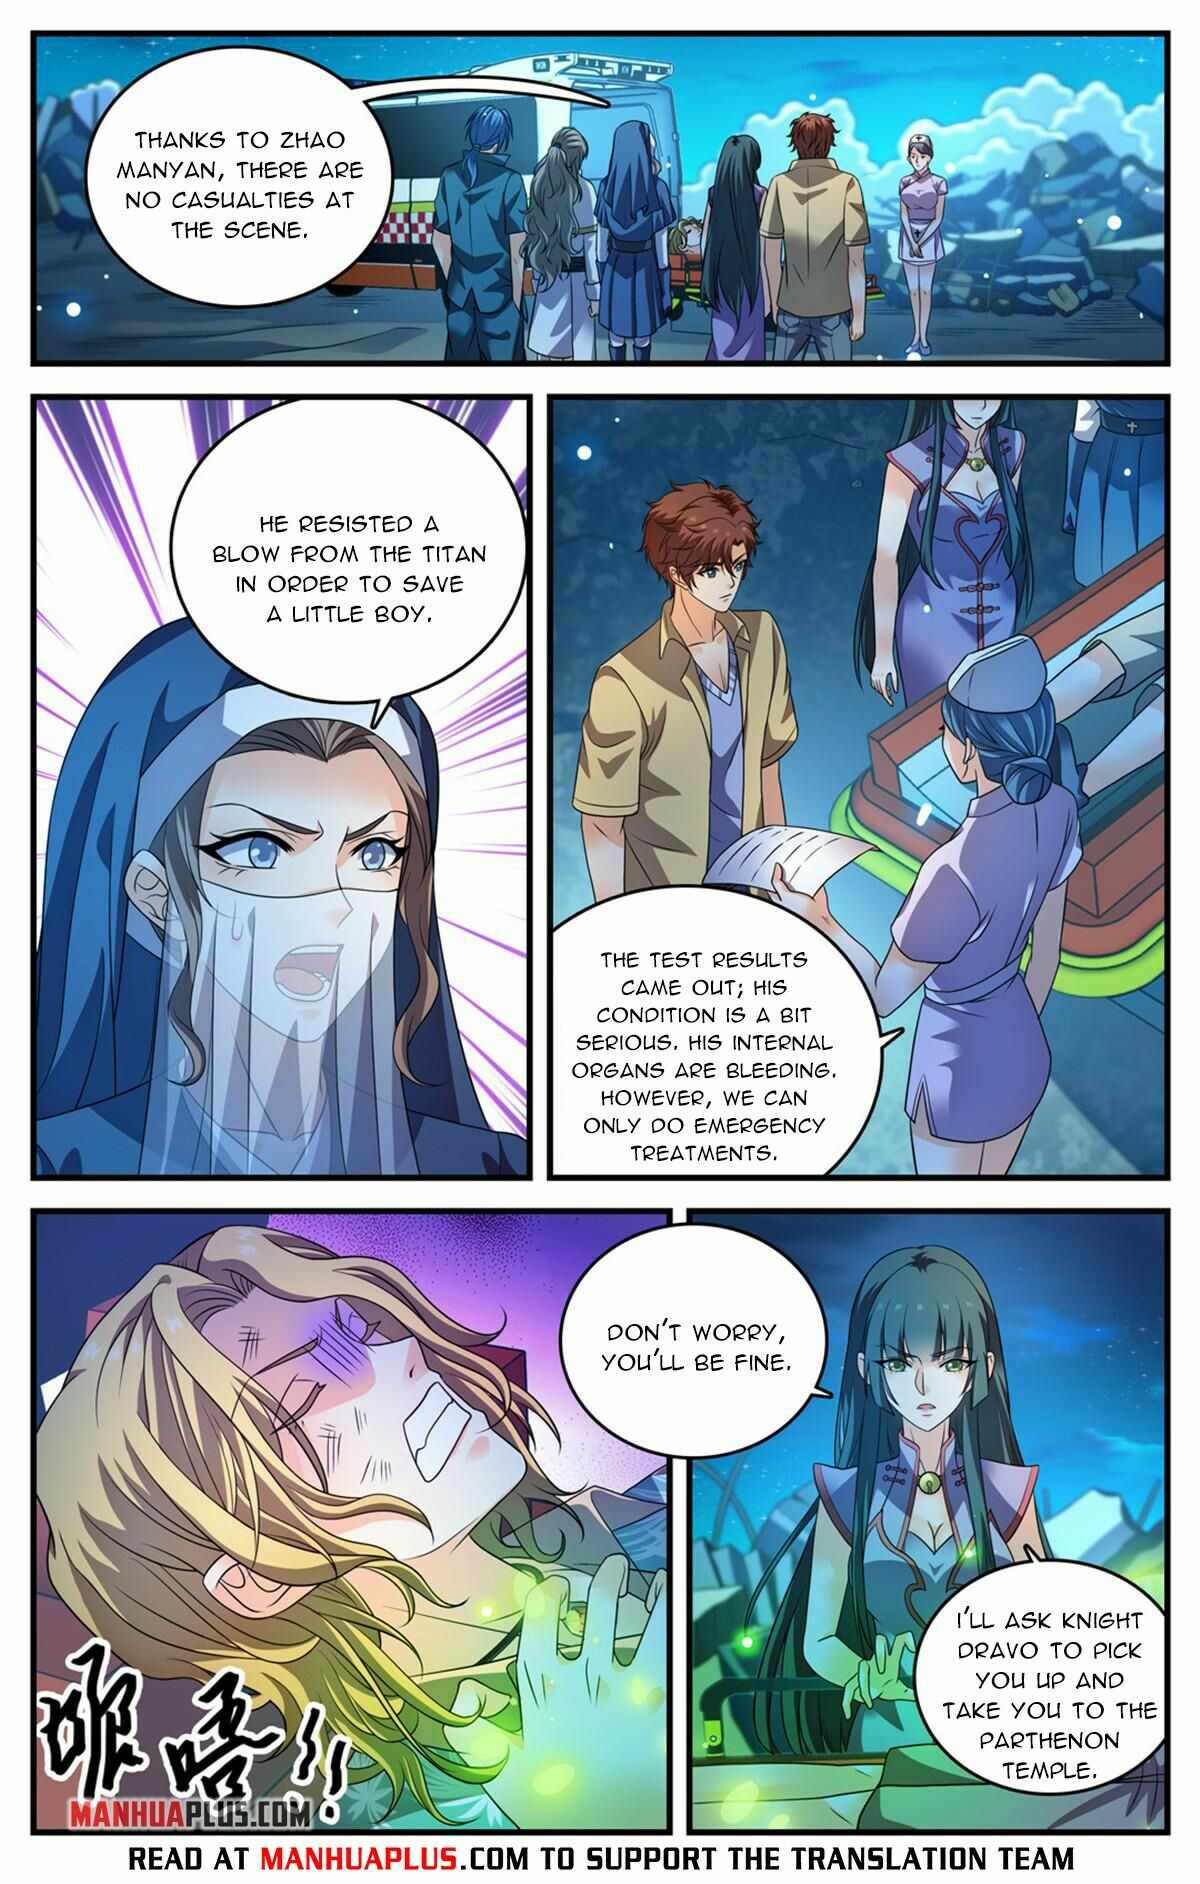 THANKS TO ZHAO
MANYAN, THERE ARE
NO CASUALTIES AT
THE SCENE.
HE RESISTED A
BLOW FROM THE TITAN
IN ORDER TO SAVE
A LITTLE BOY.
THE TEST RESULTS
CAME OUT; HIS
CONDITION IS A BIT
SERIOUS. HIS INTERNAL
ORGANS ARE BLEEDING.
HOWEVER, WE CAN
ONLY DO EMERGENCY
TREATMENTS.
DON'T WORRY,
YOU'LL BE FINE.
I'LL ASK KNIGHT
DRAVO TO PICK
YOU UP AND
TAKE YOU TO THE
PARTHENON
TEMPLE.
唔!!
MANHUAPLUS.COM
READ AT MANHUAPLUS.COM TO SUPPORT THE TRANSLATION TEAM